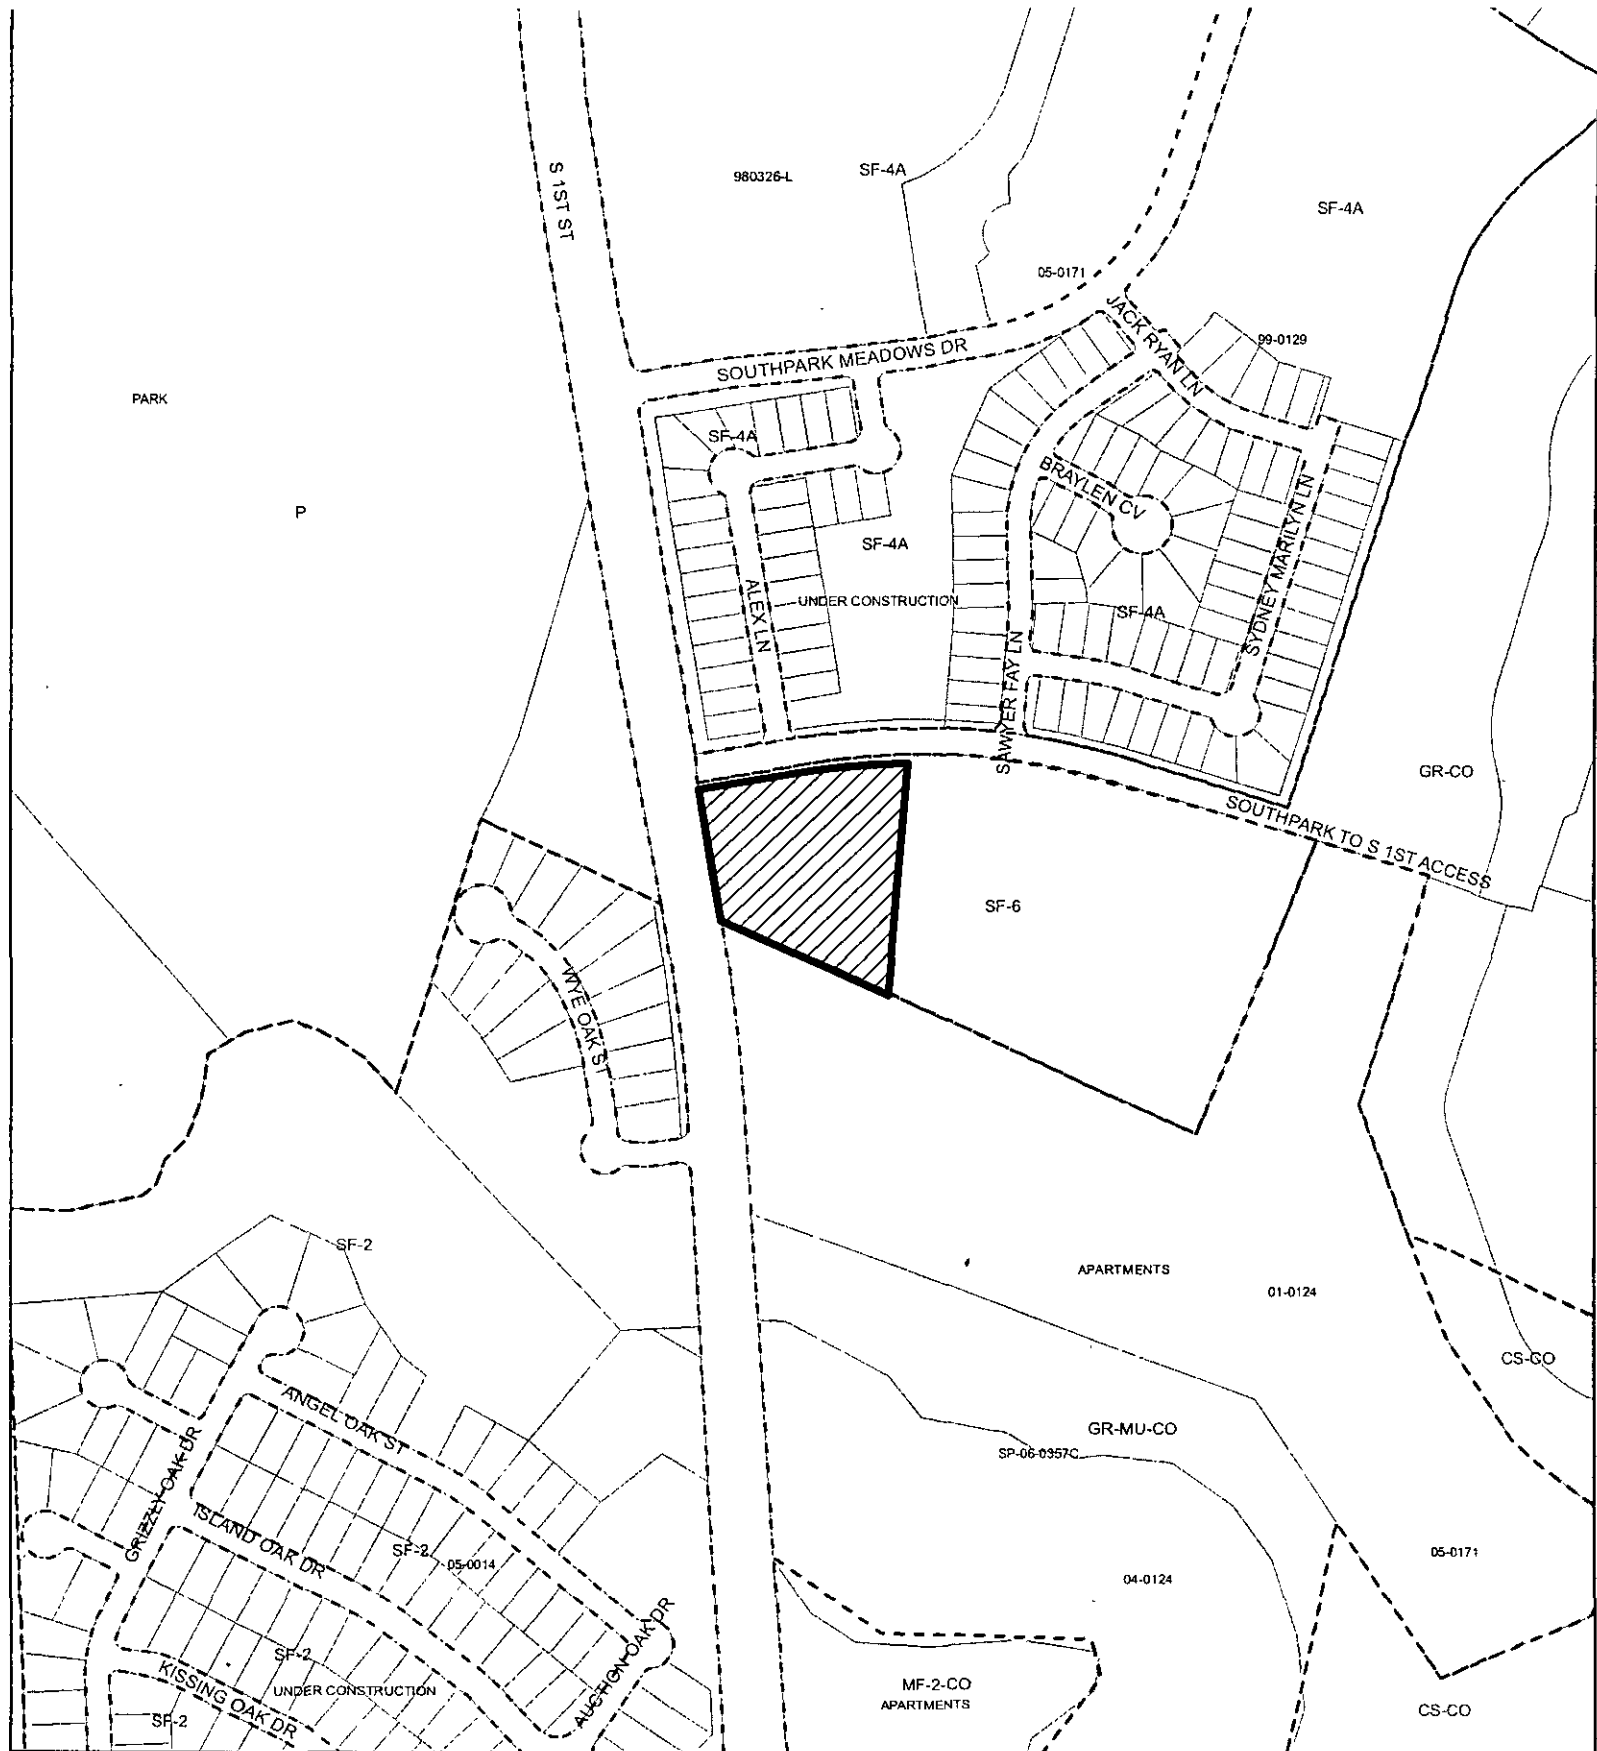 S 1ST ST
980326-L
SF-4A
SF-4A
05-0171
JACK RYAN LN
99-0129
SOUTHPARK MEADOWS DR
PARK
SF-4A
BRAYLEN CV
P
SF-4A
SYDNEY MARILYN LN
ALEX LN
UNDER CONSTRUCTION
SF-4A
SAWYER FAY LN
GR-CO
SOUTHPARK TO S 1ST ACCESS
SF-6
WYE OAK ST
SF-2
APARTMENTS
01-0124
CS-CO
ANGEL OAK ST
GR-MU-CO
SP-06-0357C
GRIZZLY OAK DR
ISLAND OAK DR
SF-2
05-0014
05-0171
04-0124
AUCTION OAK DR
SF-2
KISSING OAK DR
UNDER CONSTRUCTION
MF-2-CO
APARTMENTS
SF-2
CS-CO